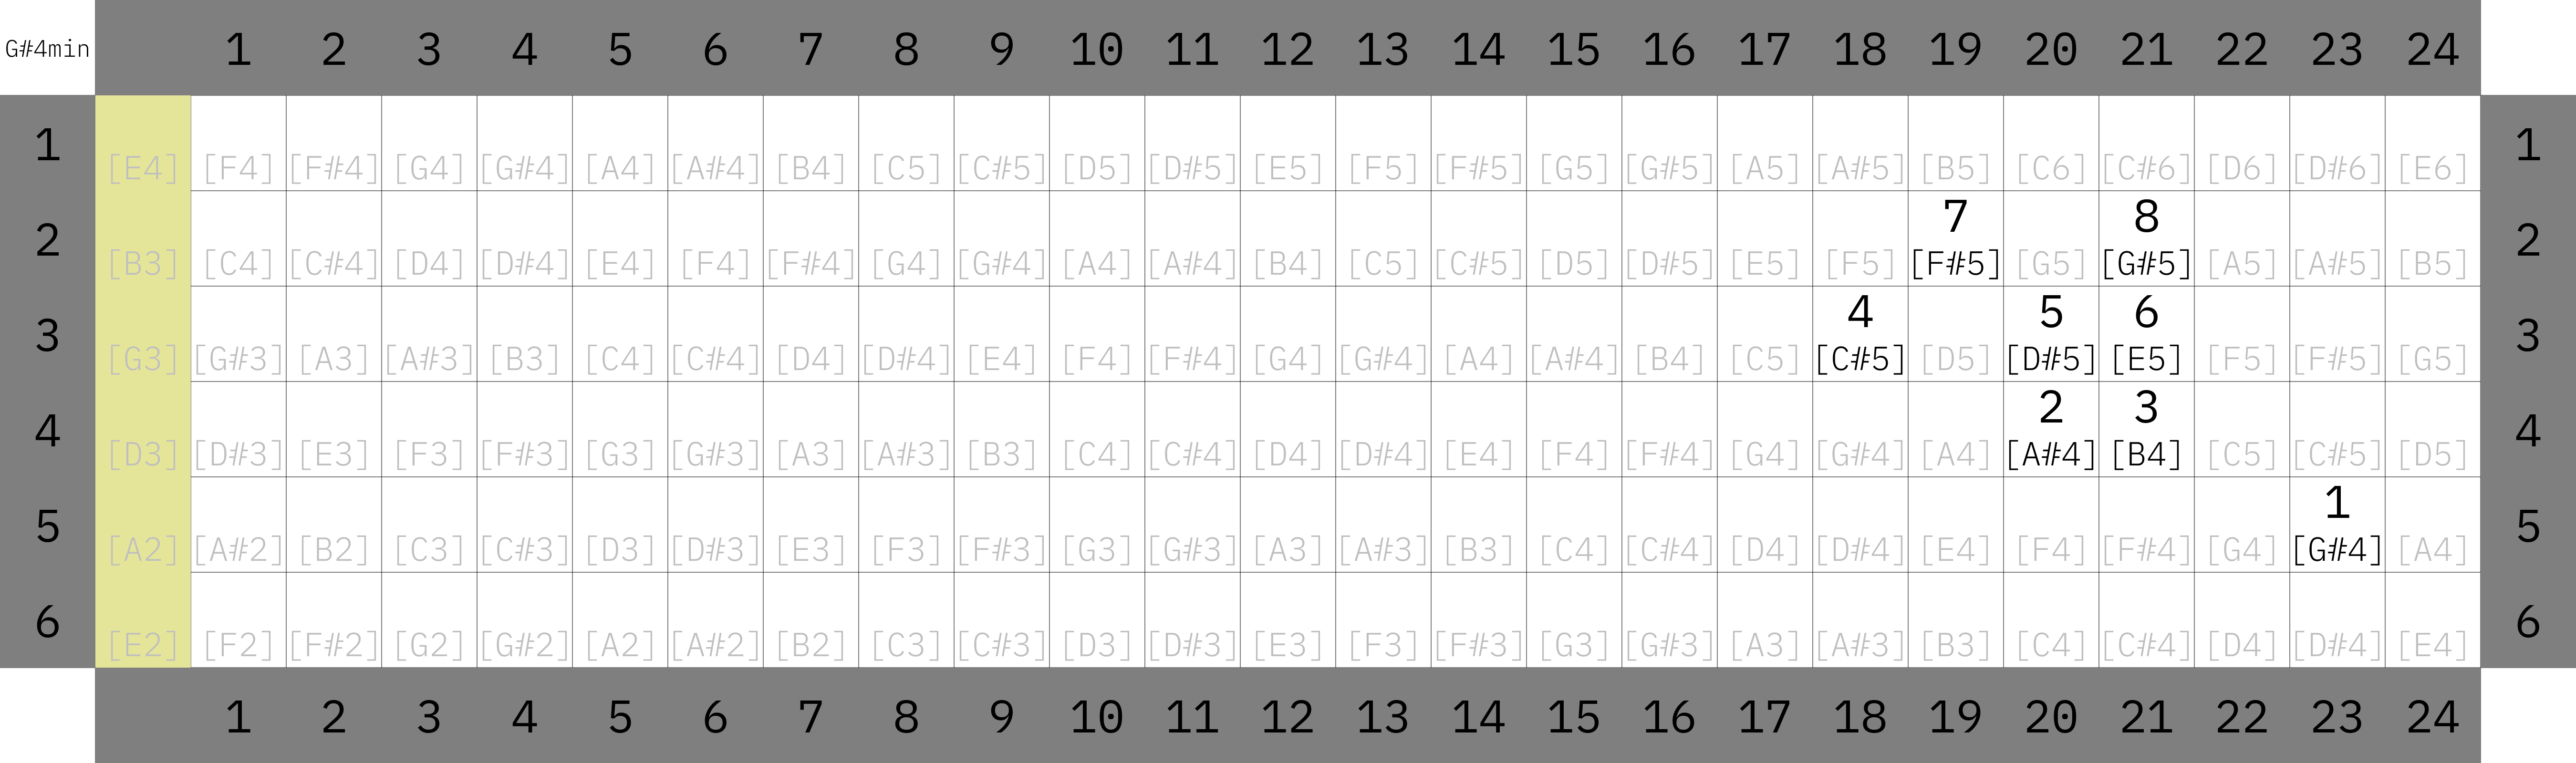 G#4min 1 2 3 4 5 6 7 8 9 10 11 12 13 14 15 16 17 18 19 20 21 22 23 24
1 [E4] [F4] [F#4] [G4] [G#4] [A4] [A#4] [B4] [C5] [C#5] [D5] [D#5] [E5] [F5] [F#5] [G5] [G#5] [A5] [A#5] [B5] [C6] [C#6] [D6] [D#6] [E6] 1
7 8
2 [B3] [C4] [C#4] [D4] [D#4] [E4] [F4] [F#4] [G4] [G#4] [A4] [A#4] [B4] [C5] [C#5] [D5] [D#5] [E5] [F5] [F#5] [G5] [G#5] [A5] [A#5] [B5] 2
4 5 6
3 [G3] [G#3] [A3] [A#3] [B3] [C4] [C#4] [D4] [D#4] [E4] [F4] [F#4] [G4] [G#4] [A4] [A#4] [B4] [C5] [C#5] [D5] [D#5] [E5] [F5] [F#5] [G5] 3
2 3
4 [D3] [D#3] [E3] [F3] [F#3] [G3] [G#3] [A3] [A#3] [B3] [C4] [C#4] [D4] [D#4] [E4] [F4] [F#4] [G4] [G#4] [A4] [A#4] [B4] [C5] [C#5] [D5] 4
1
5 [A2] [A#2] [B2] [C3] [C#3] [D3] [D#3] [E3] [F3] [F#3] [G3] [G#3] [A3] [A#3] [B3] [C4] [C#4] [D4] [D#4] [E4] [F4] [F#4] [G4] [G#4] [A4] 5
6 [E2] [F2] [F#2] [G2] [G#2] [A2] [A#2] [B2] [C3] [C#3] [D3] [D#3] [E3] [F3] [F#3] [G3] [G#3] [A3] [A#3] [B3] [C4] [C#4] [D4] [D#4] [E4] 6
1 2 3 4 5 6 7 8 9 10 11 12 13 14 15 16 17 18 19 20 21 22 23 24